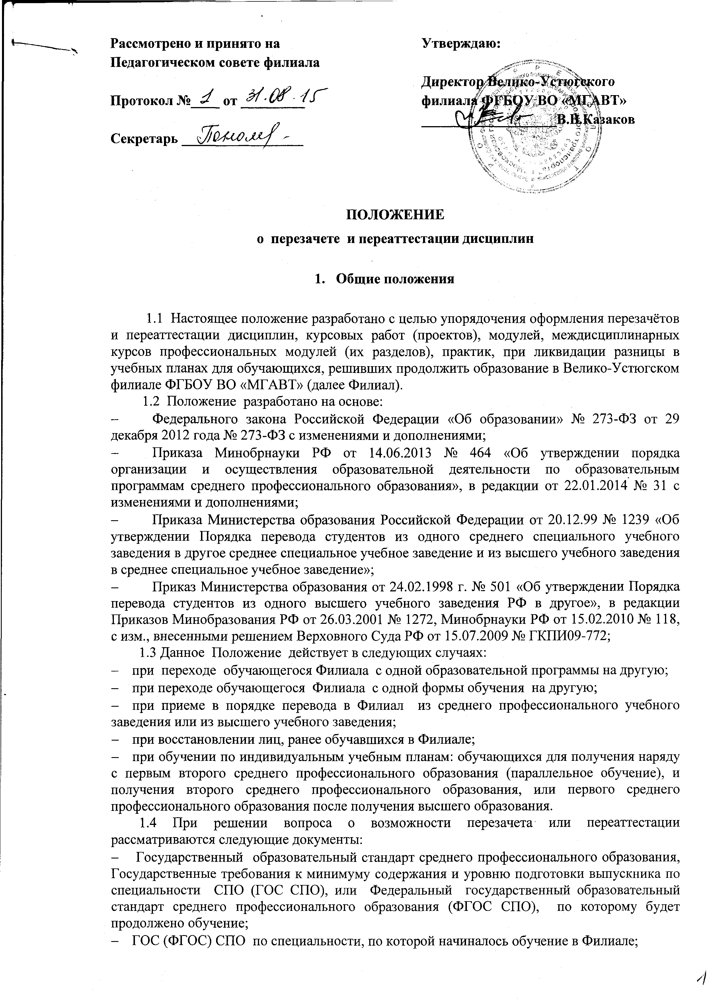 Рассмотрено и принято на
Педагогическом совете филиала
Протокол № 1 от 31.08.15
Секретарь
Утверждаю:
Директор Велико-Устюгского
филиала ФГБОУ ВО «МГАВТ»
В.В.Казаков
ПОЛОЖЕНИЕ
о перезачете и переаттестации дисциплин
1. Общие положения
1.1 Настоящее положение разработано с целью упорядочения оформления перезачётов
и переаттестации дисциплин, курсовых работ (проектов), модулей, междисциплинарных
курсов профессиональных модулей (их разделов), практик, при ликвидации разницы в
учебных планах для обучающихся, решивших продолжить образование в Велико-Устюгском
филиале ФГБОУ ВО «МГАВТ» (далее Филиал).
1.2 Положение разработано на основе:
– Федерального закона Российской Федерации «Об образовании» № 273-ФЗ от 29
декабря 2012 года № 273-ФЗ с изменениями и дополнениями;
– Приказа Минобрнауки РФ от 14.06.2013 № 464 «Об утверждении порядка
организации и осуществления образовательной деятельности по образовательным
программам среднего профессионального образования», в редакции от 22.01.2014 № 31 с
изменениями и дополнениями;
– Приказа Министерства образования Российской Федерации от 20.12.99 № 1239 «Об
утверждении Порядка перевода студентов из одного среднего специального учебного
заведения в другое среднее специальное учебное заведение и из высшего учебного заведения
в среднее специальное учебное заведение»;
– Приказ Министерства образования от 24.02.1998 г. № 501 «Об утверждении Порядка
перевода студентов из одного высшего учебного заведения РФ в другое», в редакции
Приказов Минобразования РФ от 26.03.2001 № 1272, Минобрнауки РФ от 15.02.2010 № 118,
с изм., внесенными решением Верховного Суда РФ от 15.07.2009 № ГКПИ09-772;
1.3 Данное Положение действует в следующих случаях:
– при переходе обучающегося Филиала с одной образовательной программы на другую;
– при переходе обучающегося Филиала с одной формы обучения на другую;
– при приеме в порядке перевода в Филиал из среднего профессионального учебного
заведения или из высшего учебного заведения;
– при восстановлении лиц, ранее обучавшихся в Филиале;
– при обучении по индивидуальным учебным планам: обучающихся для получения наряду
с первым второго среднего профессионального образования (параллельное обучение), и
получения второго среднего профессионального образования, или первого среднего
профессионального образования после получения высшего образования.
1.4 При решении вопроса о возможности перезачета или переаттестации
рассматриваются следующие документы:
– Государственный образовательный стандарт среднего профессионального образования,
Государственные требования к минимуму содержания и уровню подготовки выпускника по
специальности СПО (ГОС СПО), или Федеральный государственный образовательный
стандарт среднего профессионального образования (ФГОС СПО), по которому будет
продолжено обучение;
– ГОС (ФГОС) СПО по специальности, по которой начиналось обучение в Филиале;
1